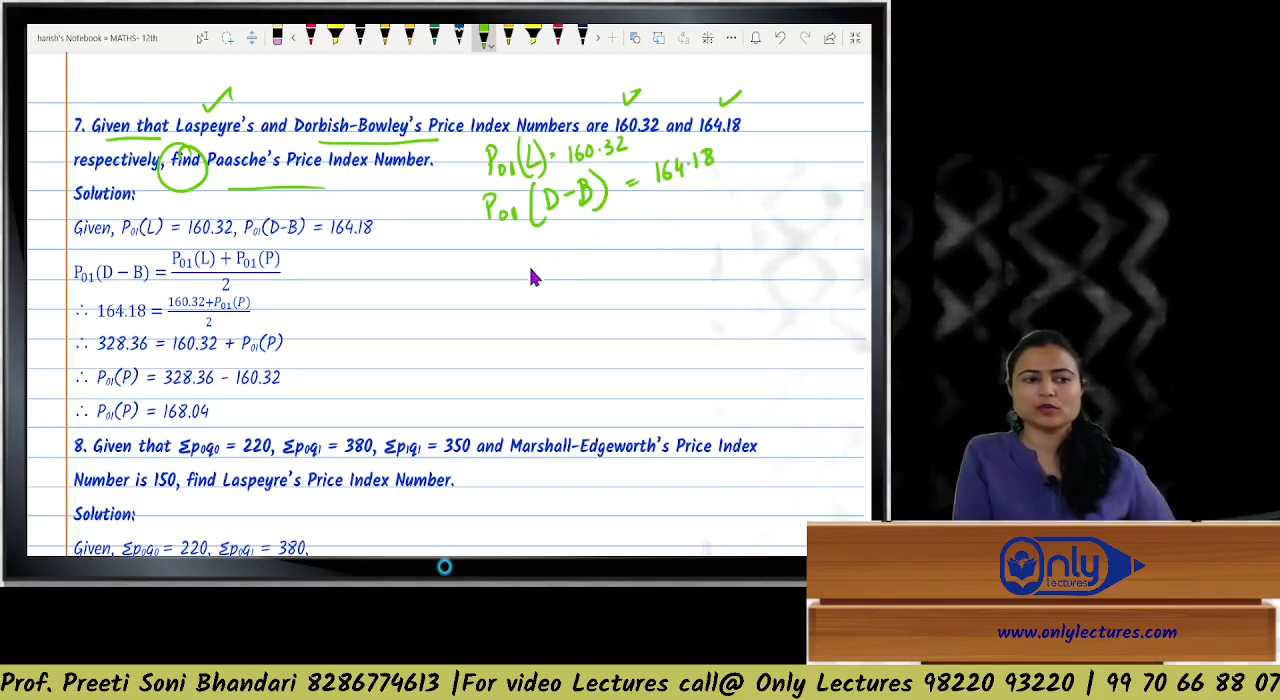 harish's Notebook » MATHS- 12th
7. Given that Laspeyre's and Dorbish-Bowley's Price Index Numbers are 160.32 and 164.18
respectively, find Paasche's Price Index Number.
P₀₁(L) = 160.32
P₀₁(D-B) = 164.18
Solution:
Given, P₀₁(L) = 160.32, P₀₁(D-B) = 164.18
P₀₁(D − B) = (P₀₁(L) + P₀₁(P))/2
∴ 164.18 = (160.32+P₀₁(P))/2
∴ 328.36 = 160.32 + P₀₁(P)
∴ P₀₁(P) = 328.36 - 160.32
∴ P₀₁(P) = 168.04
8. Given that Σp₀q₀ = 220, Σp₀q₁ = 380, Σp₁q₁ = 350 and Marshall-Edgeworth's Price Index
Number is 150, find Laspeyre's Price Index Number.
Solution:
Given, Σp₀q₀ = 220, Σp₀q₁ = 380,
Only
lectures
www.onlylectures.com
Prof. Preeti Soni Bhandari 8286774613 |For video Lectures call@ Only Lectures 98220 93220 | 99 70 66 88 07